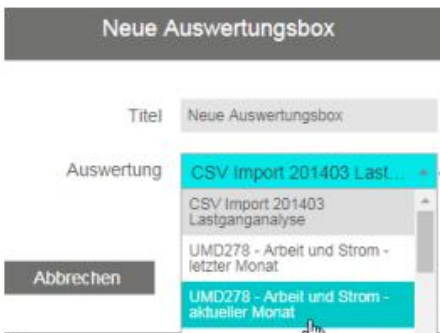 Neue Auswertungsbox
Titel Neue Auswertungsbox
Auswertung CSV Import 201403 Last...
CSV Import 201403
Lastganganalyse
UMD278 - Arbeit und Strom -
letzter Monat
Abbrechen
UMD278 - Arbeit und Strom -
aktueller Monat